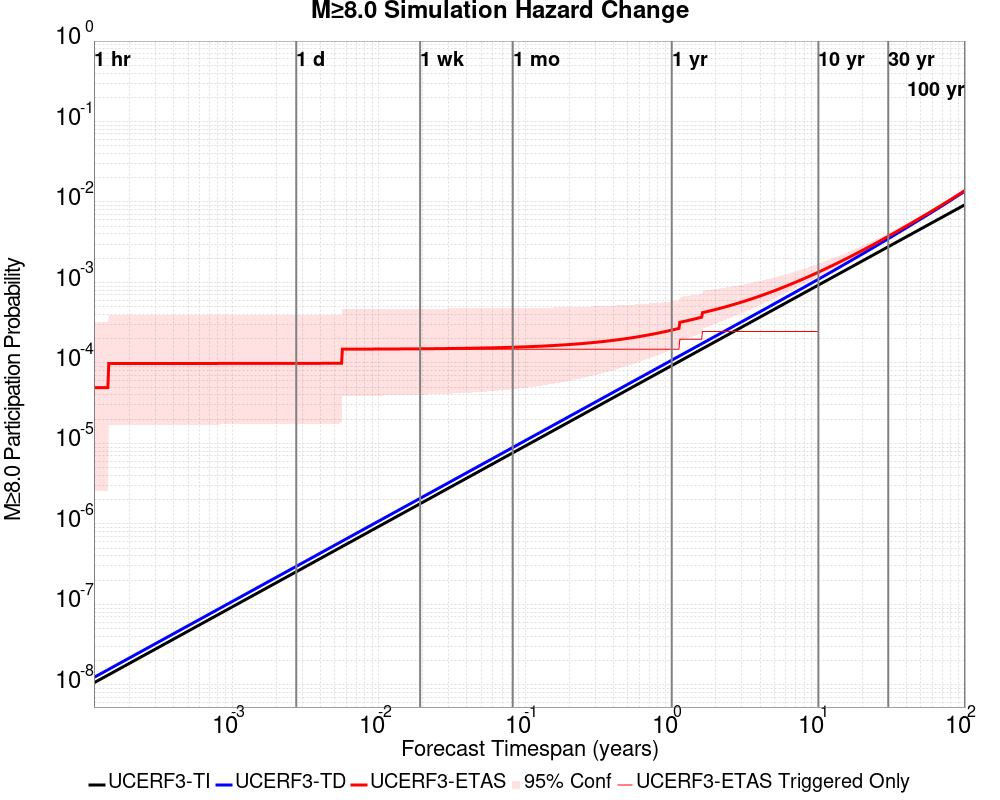 M≥8.0 Simulation Hazard Change
10^0
10^-1
10^-2
10^-3
10^-4
10^-5
10^-6
10^-7
10^-8
M≥8.0 Participation Probability
1 hr 1 d 1 wk 1 mo 1 yr 10 yr 30 yr
100 yr
10^-3 10^-2 10^-1 10^0 10^1 10^2
Forecast Timespan (years)
UCERF3-TI UCERF3-TD UCERF3-ETAS 95% Conf UCERF3-ETAS Triggered Only